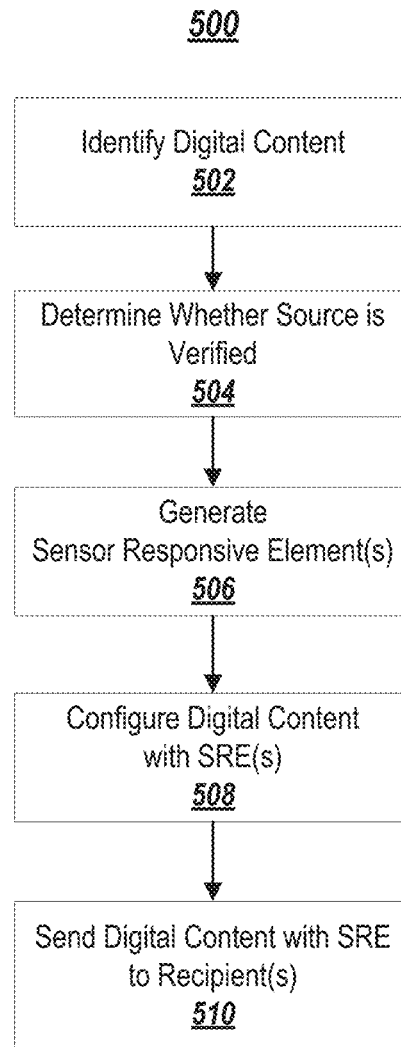 500
Identify Digital Content
502
Determine Whether Source is
Verified
504
Generate
Sensor Responsive Element(s)
506
Configure Digital Content
with SRE(s)
508
Send Digital Content with SRE
to Recipient(s)
510